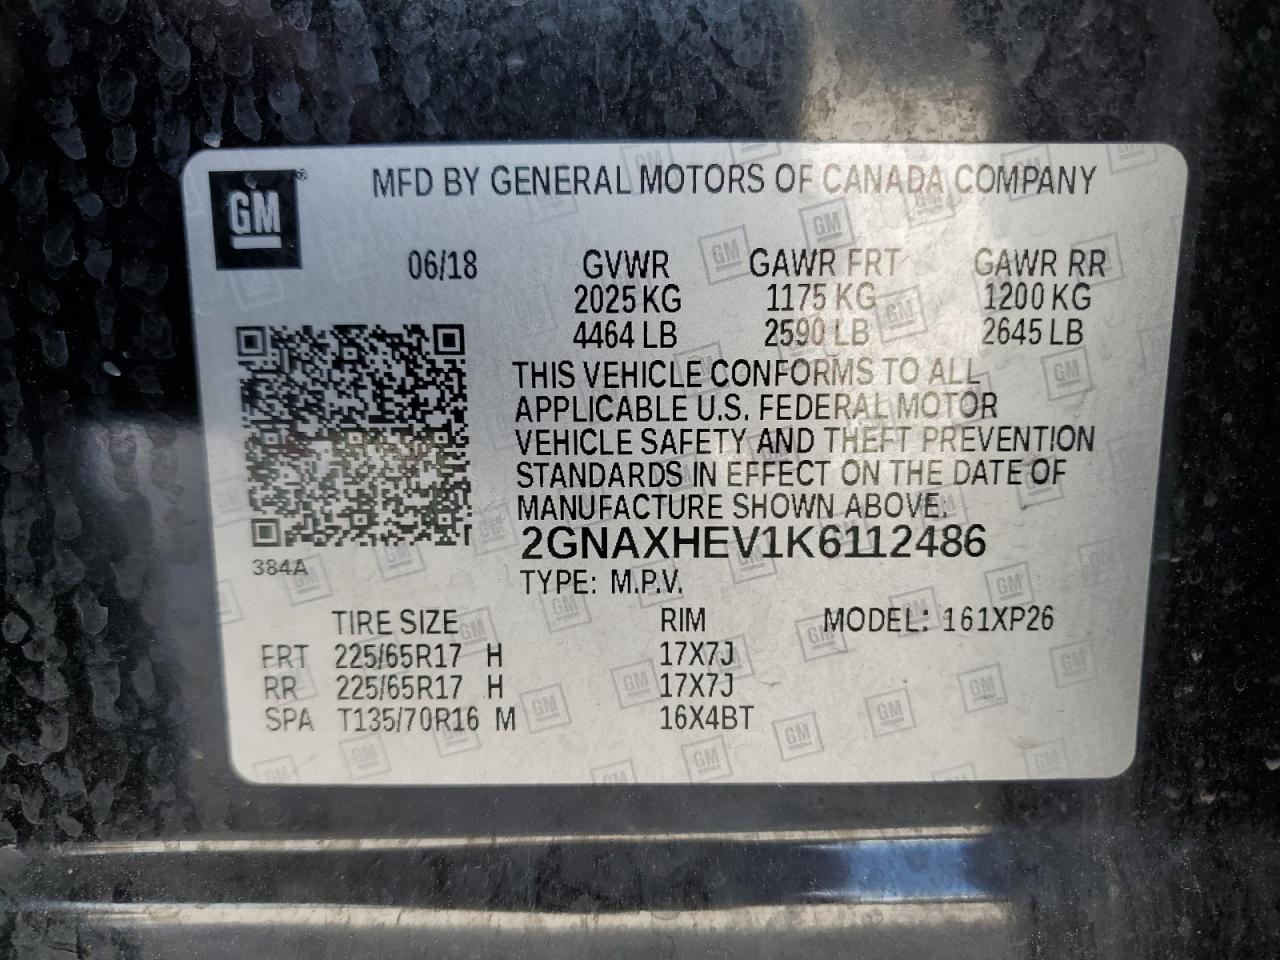 GM®
MFD BY GENERAL MOTORS OF CANADA COMPANY
06/18 GVWR GAWR FRT GAWR RR
2025 KG 1175 KG 1200 KG
4464 LB 2590 LB 2645 LB
THIS VEHICLE CONFORMS TO ALL
APPLICABLE U.S. FEDERAL MOTOR
VEHICLE SAFETY AND THEFT PREVENTION
STANDARDS IN EFFECT ON THE DATE OF
MANUFACTURE SHOWN ABOVE.
2GNAXHEV1K6112486
384A
TYPE: M.P.V.
TIRE SIZE RIM MODEL: 161XP26
FRT 225/65R17 H 17X7J
RR 225/65R17 H 17X7J
SPA T135/70R16 M 16X4BT